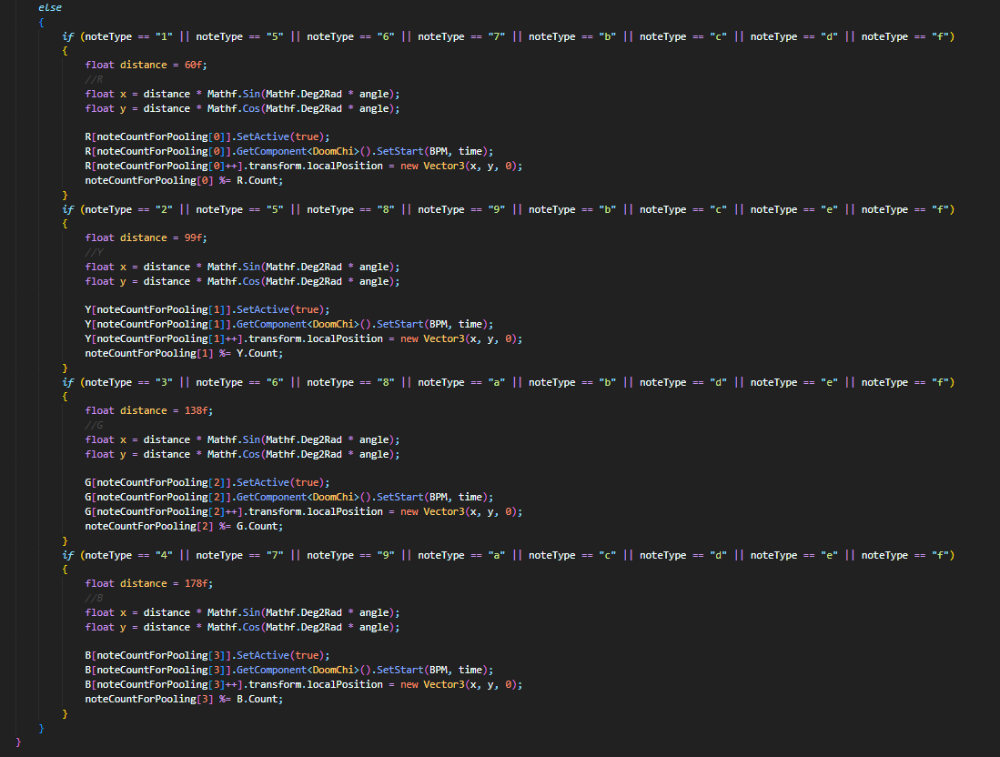 else
{
if (noteType == "1" || noteType == "5" || noteType == "6" || noteType == "7" || noteType == "b" || noteType == "c" || noteType == "d" || noteType == "f")
{
float distance = 60f;
//R
float x = distance * Mathf.Sin(Mathf.Deg2Rad * angle);
float y = distance * Mathf.Cos(Mathf.Deg2Rad * angle);
R[noteCountForPooling[0]].SetActive(true);
R[noteCountForPooling[0]].GetComponent<DoomChi>().SetStart(BPM, time);
R[noteCountForPooling[0]++].transform.localPosition = new Vector3(x, y, 0);
noteCountForPooling[0] %= R.Count;
}
if (noteType == "2" || noteType == "5" || noteType == "8" || noteType == "9" || noteType == "b" || noteType == "c" || noteType == "e" || noteType == "f")
{
float distance = 99f;
//Y
float x = distance * Mathf.Sin(Mathf.Deg2Rad * angle);
float y = distance * Mathf.Cos(Mathf.Deg2Rad * angle);
Y[noteCountForPooling[1]].SetActive(true);
Y[noteCountForPooling[1]].GetComponent<DoomChi>().SetStart(BPM, time);
Y[noteCountForPooling[1]++].transform.localPosition = new Vector3(x, y, 0);
noteCountForPooling[1] %= Y.Count;
}
if (noteType == "3" || noteType == "6" || noteType == "8" || noteType == "a" || noteType == "b" || noteType == "d" || noteType == "e" || noteType == "f")
{
float distance = 138f;
//G
float x = distance * Mathf.Sin(Mathf.Deg2Rad * angle);
float y = distance * Mathf.Cos(Mathf.Deg2Rad * angle);
G[noteCountForPooling[2]].SetActive(true);
G[noteCountForPooling[2]].GetComponent<DoomChi>().SetStart(BPM, time);
G[noteCountForPooling[2]++].transform.localPosition = new Vector3(x, y, 0);
noteCountForPooling[2] %= G.Count;
}
if (noteType == "4" || noteType == "7" || noteType == "9" || noteType == "a" || noteType == "c" || noteType == "d" || noteType == "e" || noteType == "f")
{
float distance = 178f;
//B
float x = distance * Mathf.Sin(Mathf.Deg2Rad * angle);
float y = distance * Mathf.Cos(Mathf.Deg2Rad * angle);
B[noteCountForPooling[3]].SetActive(true);
B[noteCountForPooling[3]].GetComponent<DoomChi>().SetStart(BPM, time);
B[noteCountForPooling[3]++].transform.localPosition = new Vector3(x, y, 0);
noteCountForPooling[3] %= B.Count;
}
}
}